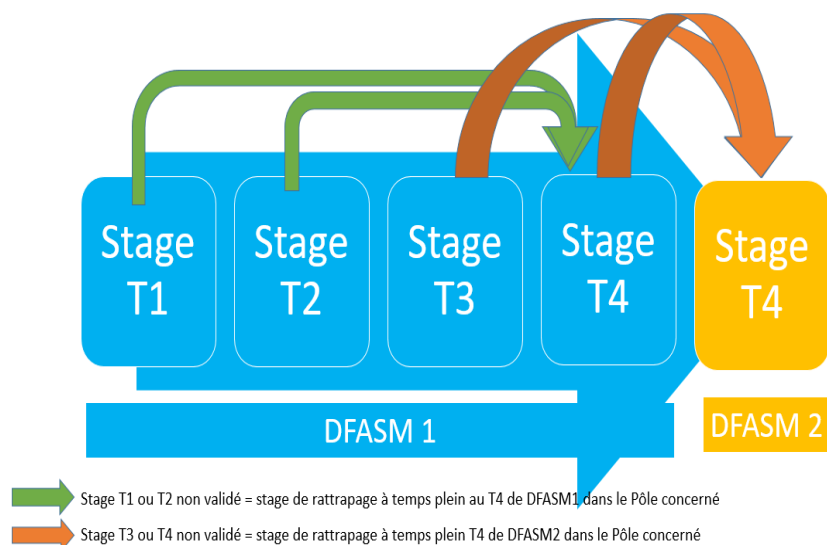 Stage
T1
Stage
T2
Stage
T3
Stage
T4
Stage
T4
DFASM 1
DFASM 2
Stage T1 ou T2 non validé = stage de rattrapage à temps plein au T4 de DFASM1 dans le Pôle concerné
Stage T3 ou T4 non validé = stage de rattrapage à temps plein T4 de DFASM2 dans le Pôle concerné